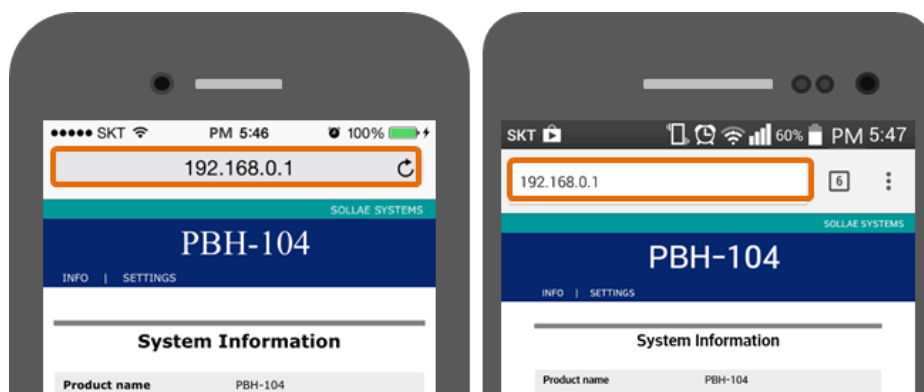 SKT PM 5:46 100%
192.168.0.1
SOLLAE SYSTEMS
PBH-104
INFO | SETTINGS
System Information
Product name PBH-104
SKT 60% PM 5:47
192.168.0.1 6
SOLLAE SYSTEMS
PBH-104
INFO | SETTINGS
System Information
Product name PBH-104